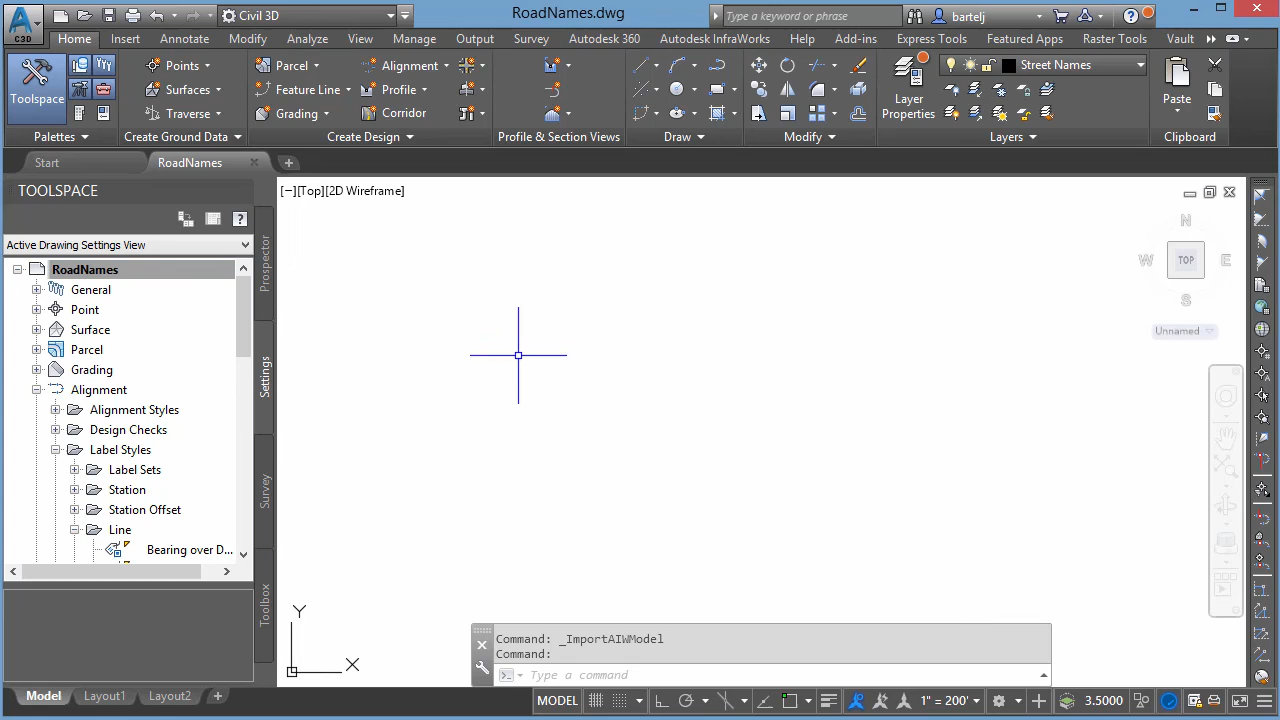 Civil 3D RoadNames.dwg Type a keyword or phrase bartelj
C3D Home Insert Annotate Modify Analyze View Manage Output Survey Autodesk 360 Autodesk InfraWorks Help Add-ins Express Tools Featured Apps Raster Tools Vault
Points Parcel Alignment Street Names
Toolspace Surfaces Feature Line Profile Layer Properties Paste
Traverse Grading Corridor
Palettes Create Ground Data Create Design Profile & Section Views Draw Modify Layers Clipboard
Start RoadNames
TOOLSPACE
[−][Top][2D Wireframe]
Active Drawing Settings View
RoadNames
General
Point
Surface
Parcel
Grading
Alignment
Alignment Styles
Design Checks
Label Styles
Label Sets
Station
Station Offset
Line
Bearing over D...
Prospector
Settings
Survey
Toolbox
N
W TOP E
S
Unnamed
Y
X
Command: _ImportAIWModel
Command:
Type a command
Model Layout1 Layout2 +
MODEL 1" = 200' 3.5000